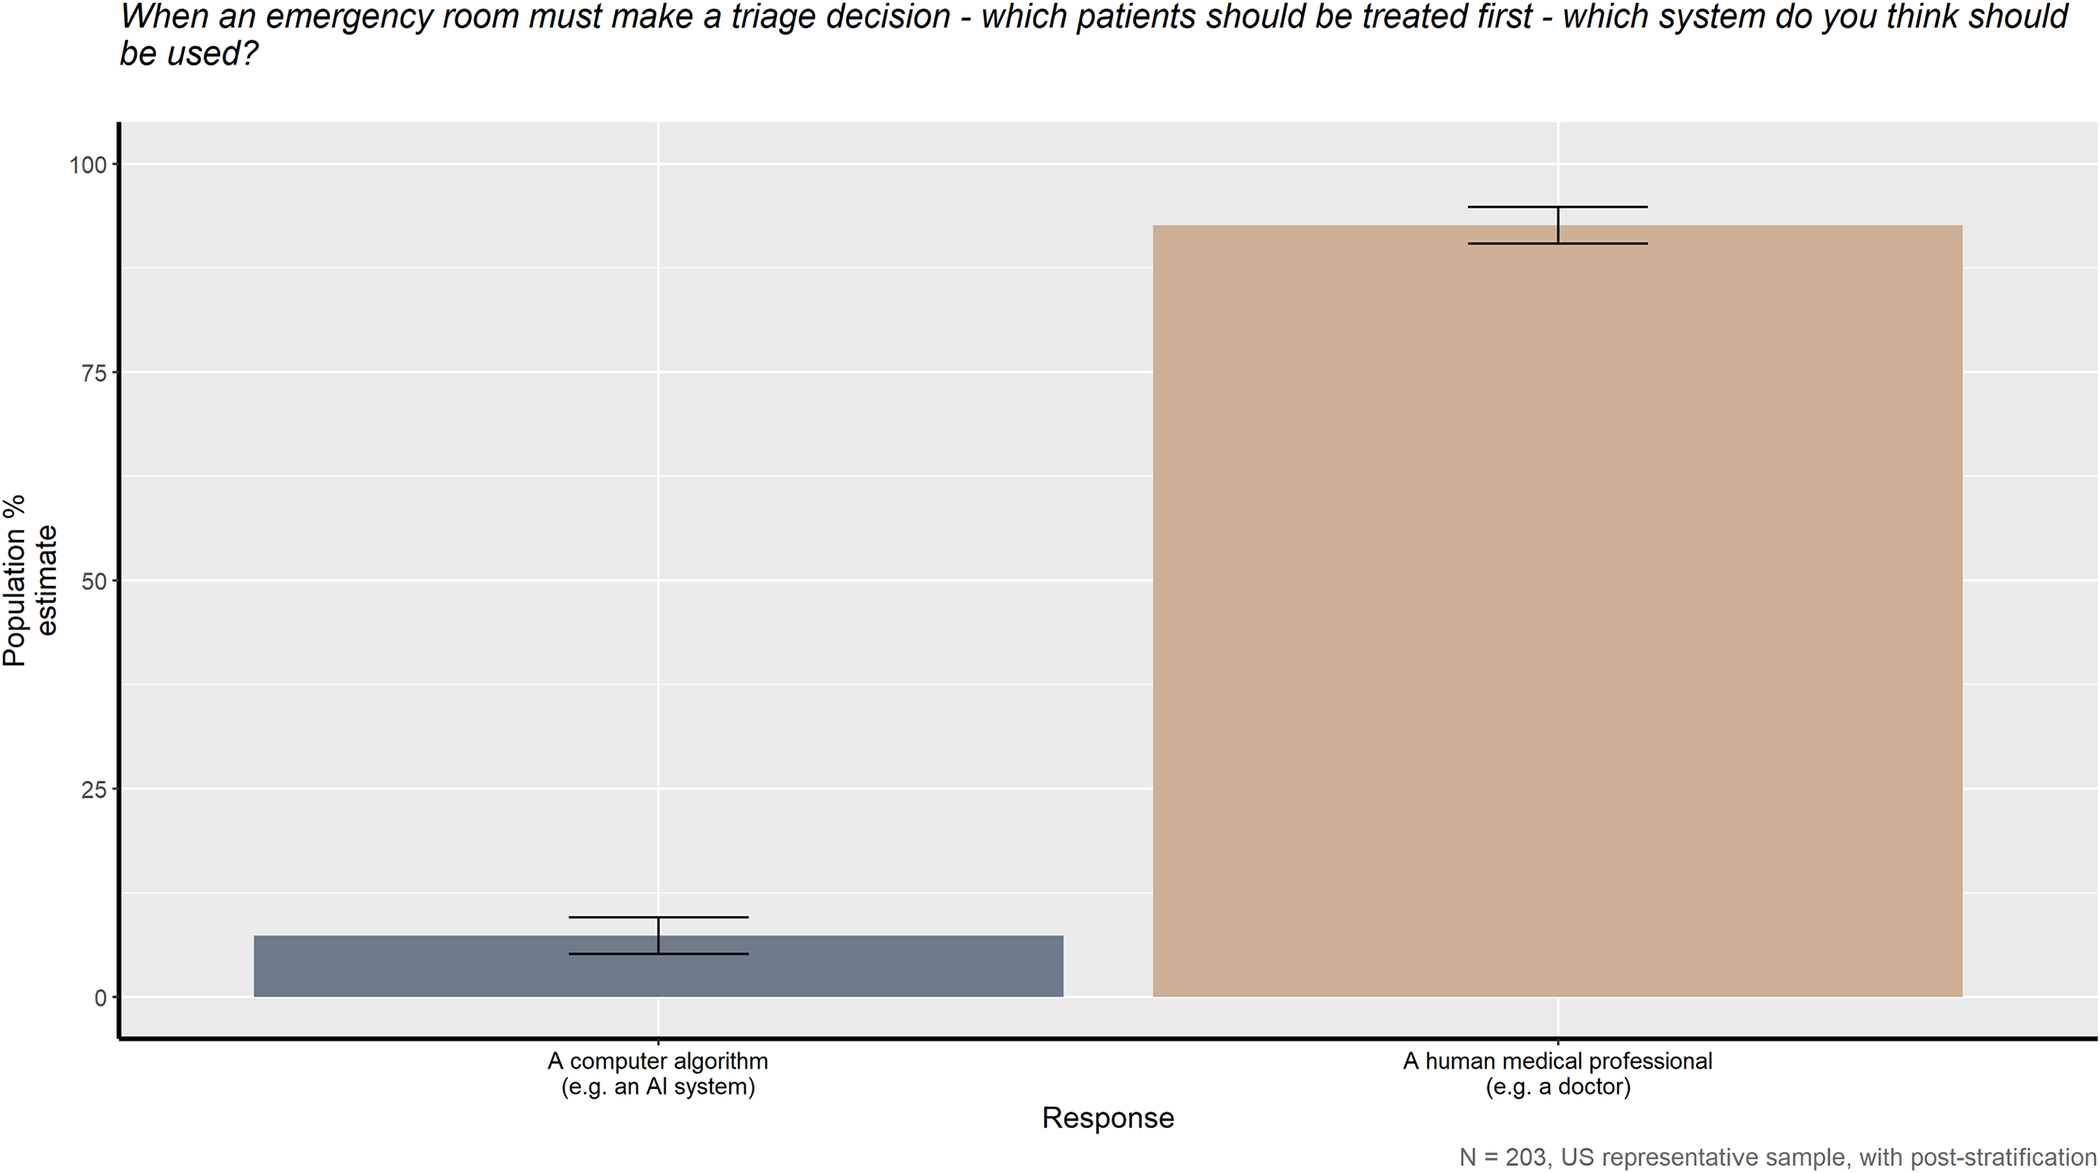 When an emergency room must make a triage decision - which patients should be treated first - which system do you think should
be used?
100
75
50
25
0
Population %
estimate
A computer algorithm
(e.g. an AI system)
A human medical professional
(e.g. a doctor)
Response
N = 203, US representative sample, with post-stratification